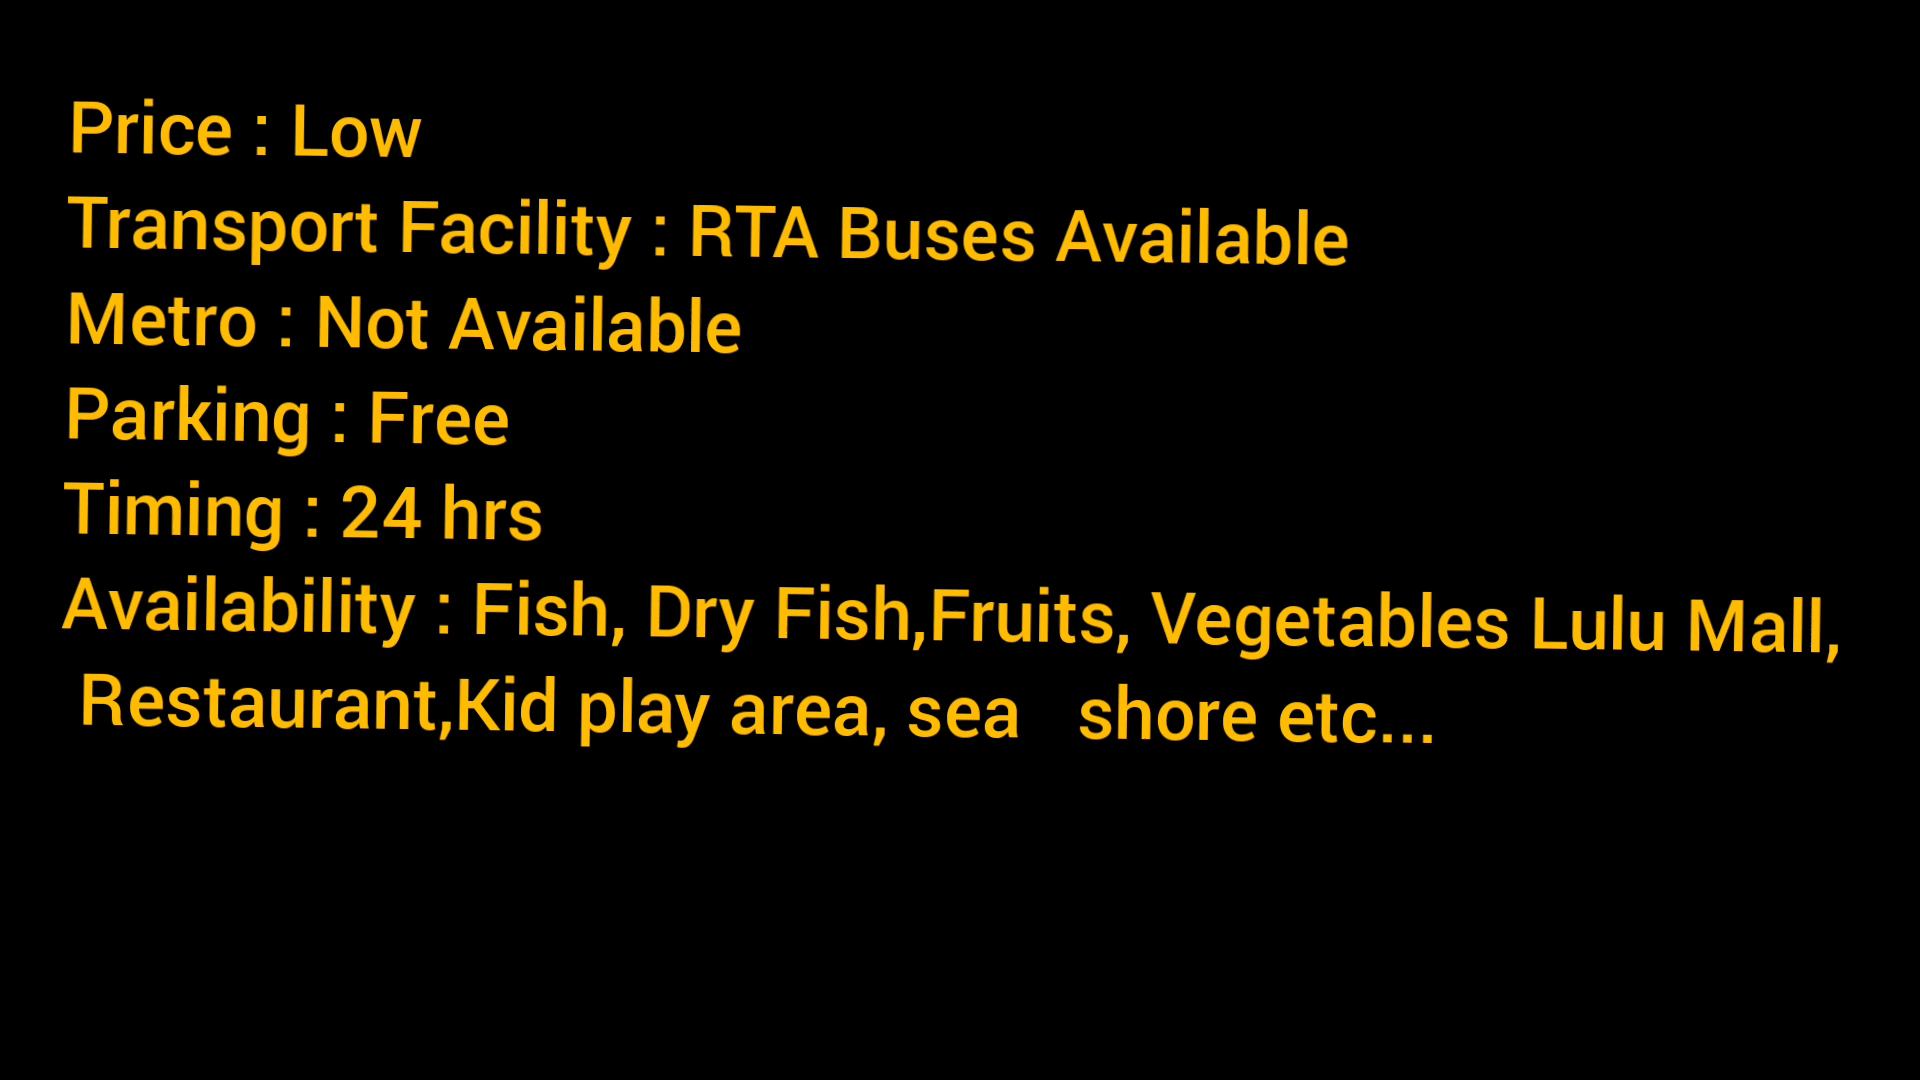 Price : Low
Transport Facility : RTA Buses Available
Metro : Not Available
Parking : Free
Timing : 24 hrs
Availability : Fish, Dry Fish,Fruits, Vegetables Lulu Mall,
Restaurant,Kid play area, sea   shore etc...